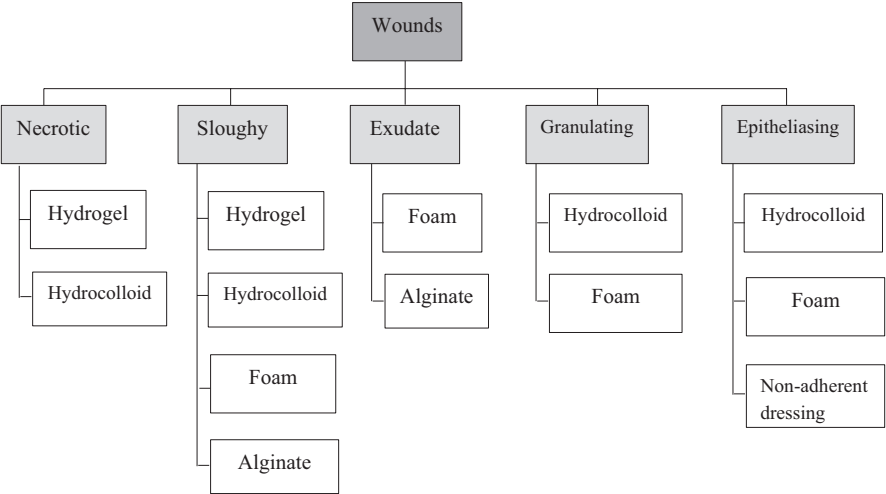 Wounds
Necrotic
Sloughy
Exudate
Granulating
Epitheliasing
Hydrogel
Hydrocolloid
Hydrogel
Hydrocolloid
Foam
Alginate
Foam
Alginate
Hydrocolloid
Foam
Hydrocolloid
Foam
Non-adherent
dressing